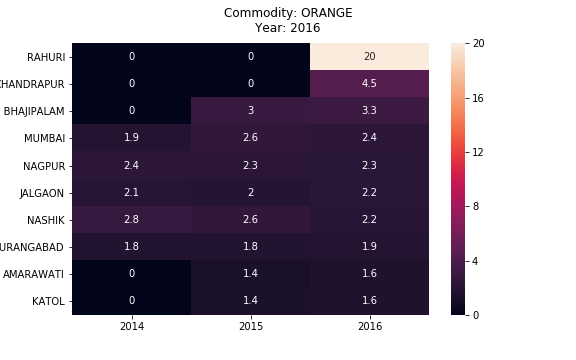 Commodity: ORANGE
Year: 2016
RAHURI 0 0 20
HANDRAPUR 0 0 4.5
BHAJIPALAM 0 3 3.3
MUMBAI 1.9 2.6 2.4
NAGPUR 2.4 2.3 2.3
JALGAON 2.1 2 2.2
NASHIK 2.8 2.6 2.2
URANGABAD 1.8 1.8 1.9
AMARAWATI 0 1.4 1.6
KATOL 0 1.4 1.6
2014 2015 2016
20
16
12
8
4
0